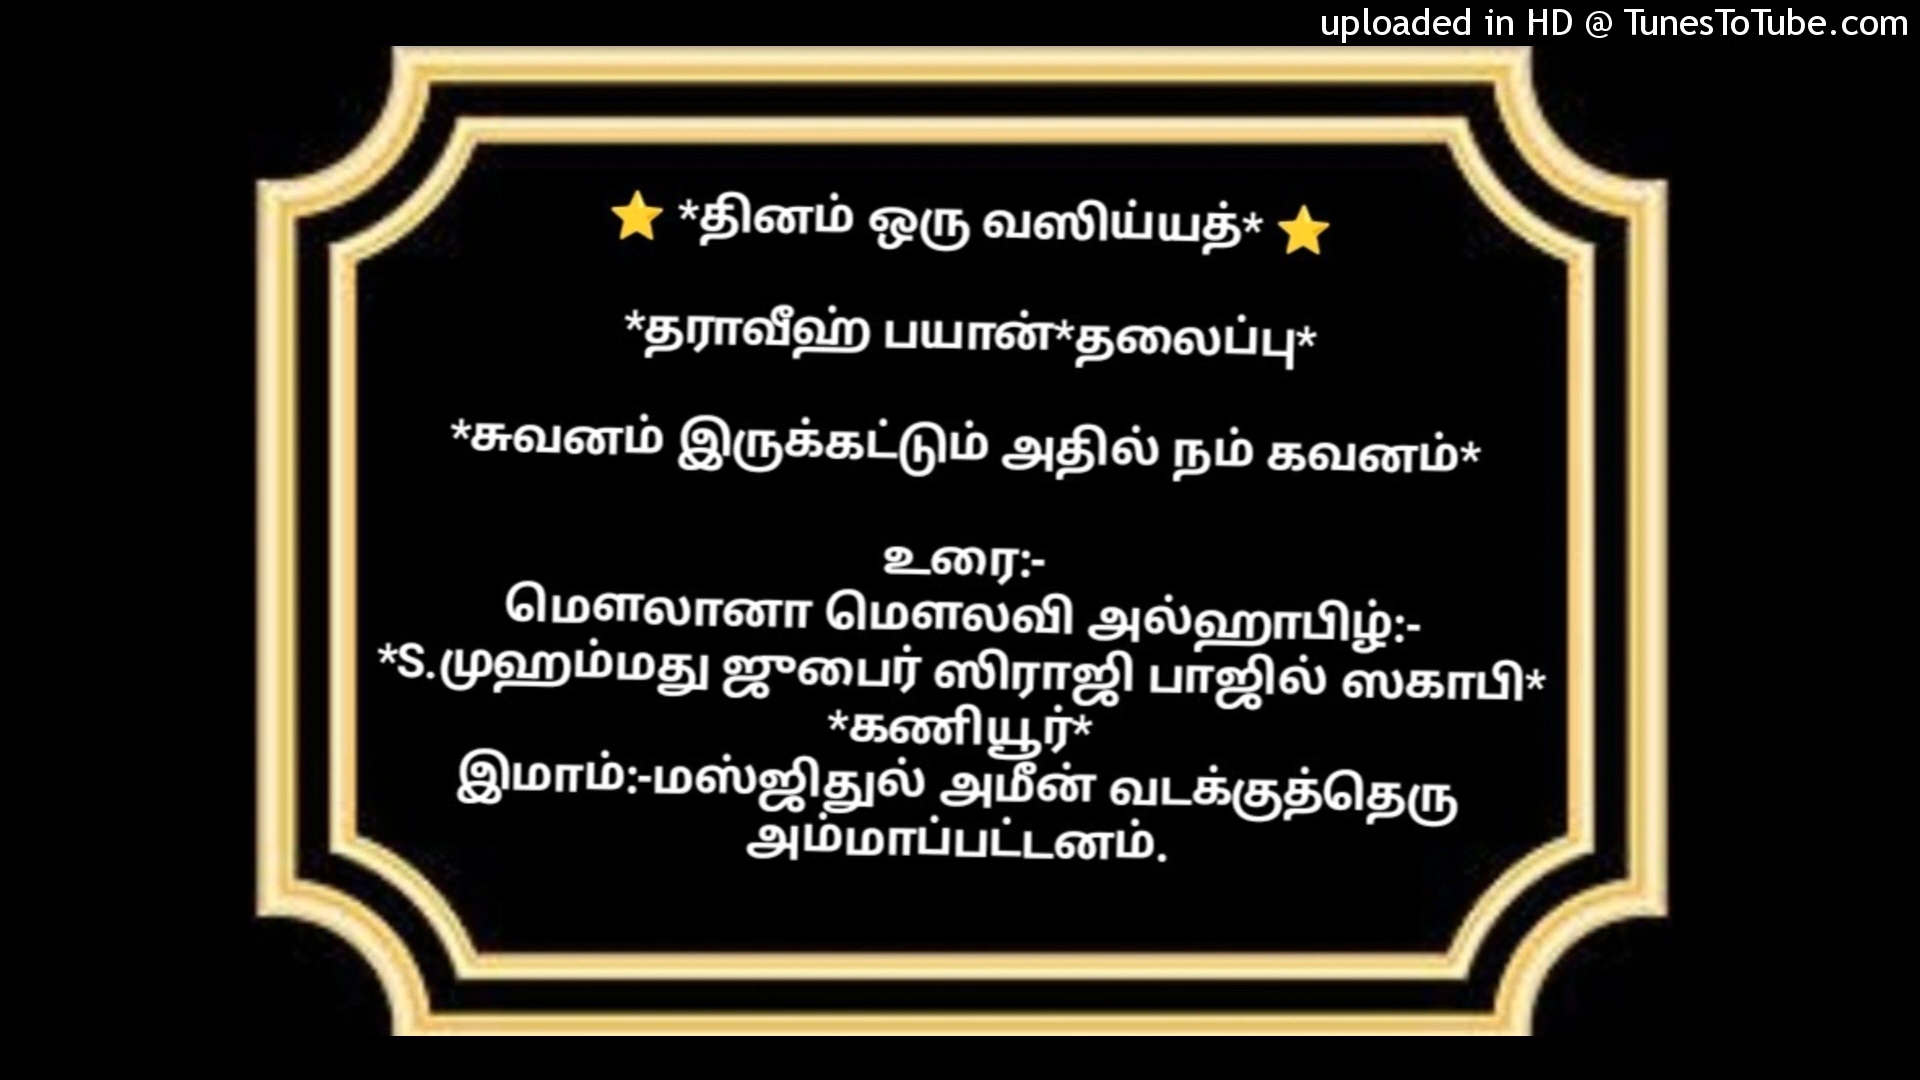 uploaded in HD @ TunesToTube.com
⭐ *தினம் ஒரு வஸிய்யத்* ⭐
*தராவீஹ் பயான்*தலைப்பு*
*சுவனம் இருக்கட்டும் அதில் நம் கவனம்*
உரை:-
மௌலானா மௌலவி அல்ஹாபிழ்:-
*S.முஹம்மது ஜுபைர் ஸிராஜி பாஜில் ஸகாபி*
*கணியூர்*
இமாம்:-மஸ்ஜிதுல் அமீன் வடக்குத்தெரு
அம்மாப்பட்டனம்.